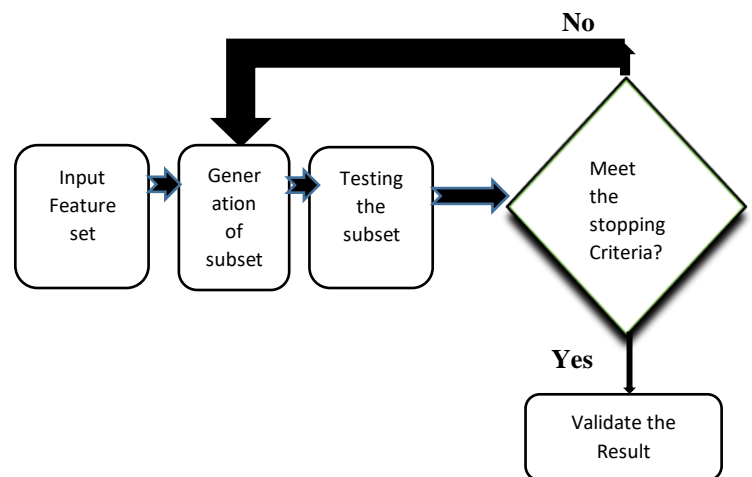 No
Input
Feature
set
Gener
ation
of
subset
Testing
the
subset
Meet
the
stopping
Criteria?
Yes
Validate the
Result